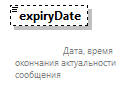 expiryDate
Дата, время
окончания актуальности
сообщения